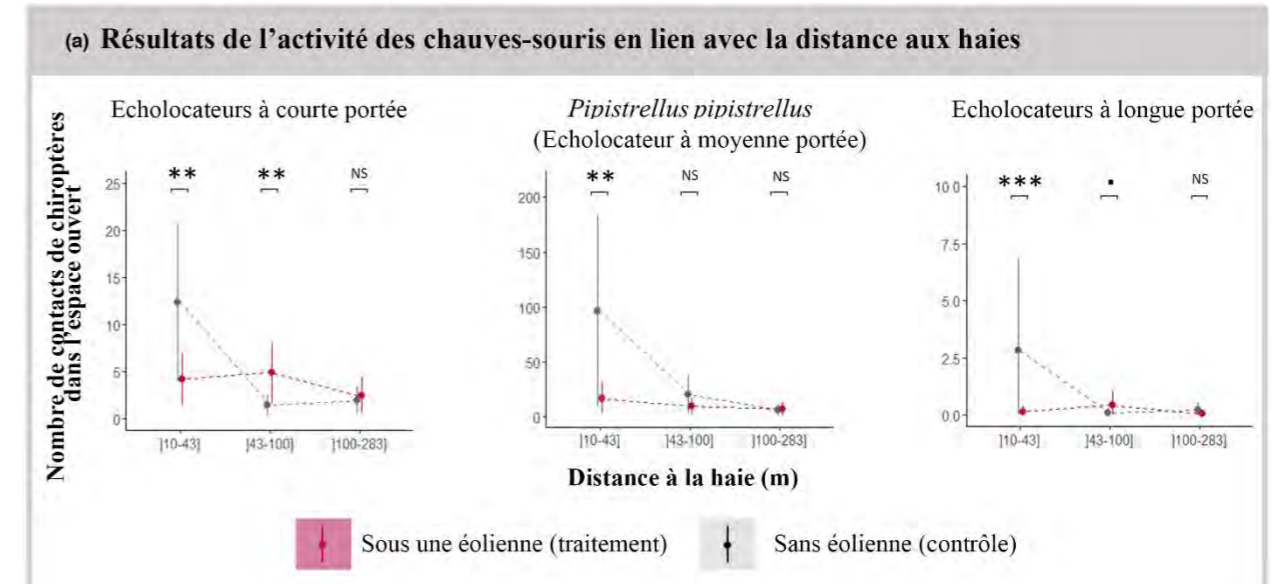 (a) Résultats de l'activité des chauves-souris en lien avec la distance aux haies
Echolocateurs à courte portée
Pipistrellus pipistrellus
(Echolocateur à moyenne portée)
Echolocateurs à longue portée
Nombre de contacts de chiroptères
dans l'espace ouvert
** ** NS
25
20
15
10
5
0
]10-43] ]43-100] ]100-283]
** NS NS
200
150
100
50
0
]10-43] ]43-100] ]100-283]
*** . NS
10.0
7.5
5.0
2.5
0.0
]10-43] ]43-100] ]100-283]
Distance à la haie (m)
Sous une éolienne (traitement)
Sans éolienne (contrôle)